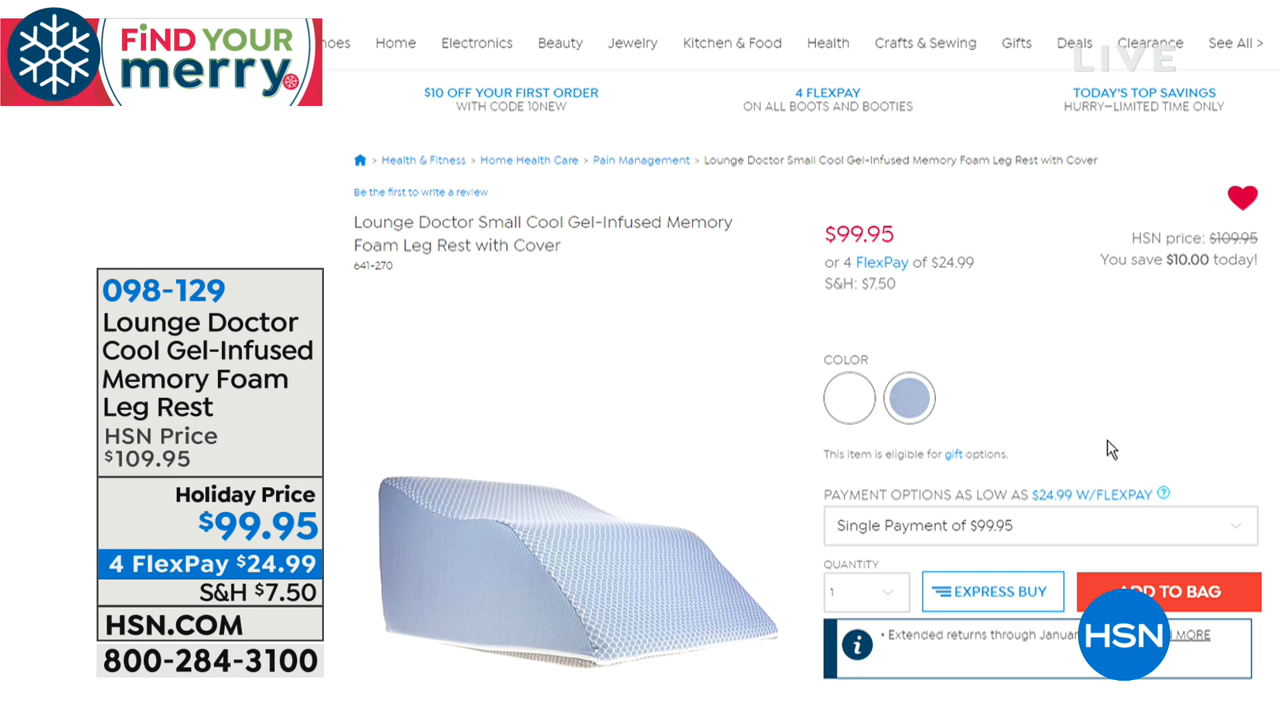 FiND YOUR
merry.
hoes Home Electronics Beauty Jewelry Kitchen & Food Health Crafts & Sewing Gifts Deals Clearance See All >
LIVE
$10 OFF YOUR FIRST ORDER
WITH CODE 10NEW
4 FLEXPAY
ON ALL BOOTS AND BOOTIES
TODAY'S TOP SAVINGS
HURRY—LIMITED TIME ONLY
> Health & Fitness > Home Health Care > Pain Management > Lounge Doctor Small Cool Gel-Infused Memory Foam Leg Rest with Cover
Be the first to write a review
Lounge Doctor Small Cool Gel-Infused Memory
Foam Leg Rest with Cover
641-270
$99.95
or 4 FlexPay of $24.99
S&H: $7.50
HSN price: $109.95
You save $10.00 today!
COLOR
This item is eligible for gift options.
PAYMENT OPTIONS AS LOW AS $24.99 W/FLEXPAY ?
Single Payment of $99.95
QUANTITY
1
EXPRESS BUY
ADD TO BAG
i
• Extended returns through Januar
MORE
HSN
098-129
Lounge Doctor
Cool Gel-Infused
Memory Foam
Leg Rest
HSN Price
$109.95
Holiday Price
$99.95
4 FlexPay $24.99
S&H $7.50
HSN.COM
800-284-3100